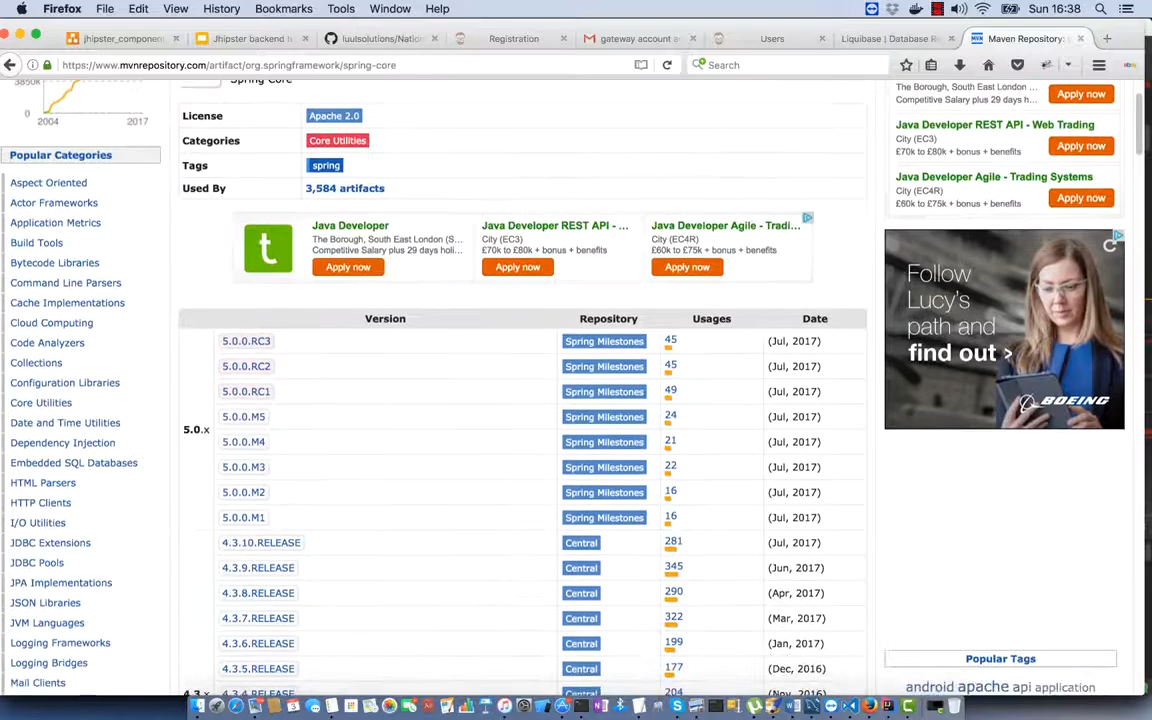 Firefox File Edit View History Bookmarks Tools Window Help Sun 16:38
jhipster_componen Jhipster backend luulsolutions/Nation Registration gateway account a Users Liquibase | Database Re Maven Repository:
https://www.mvnrepository.com/artifact/org.springframework/spring-core Search
Spring Core
3850k
0
2004 2017
License Apache 2.0
Categories Core Utilities
Tags spring
Used By 3,584 artifacts
Popular Categories
Aspect Oriented
Actor Frameworks
Application Metrics
Build Tools
Bytecode Libraries
Command Line Parsers
Cache Implementations
Cloud Computing
Code Analyzers
Collections
Configuration Libraries
Core Utilities
Date and Time Utilities
Dependency Injection
Embedded SQL Databases
HTML Parsers
HTTP Clients
I/O Utilities
JDBC Extensions
JDBC Pools
JPA Implementations
JSON Libraries
JVM Languages
Logging Frameworks
Logging Bridges
Mail Clients
t
Java Developer
The Borough, South East London (S...
Competitive Salary plus 29 days holi...
Apply now
Java Developer REST API - ...
City (EC3)
£70k to £80k + bonus + benefits
Apply now
Java Developer Agile - Tradi...
City (EC4R)
£60k to £75k + bonus + benefits
Apply now
Version Repository Usages Date
5.0.x
5.0.0.RC3 Spring Milestones 45 (Jul, 2017)
5.0.0.RC2 Spring Milestones 45 (Jul, 2017)
5.0.0.RC1 Spring Milestones 49 (Jul, 2017)
5.0.0.M5 Spring Milestones 24 (Jul, 2017)
5.0.0.M4 Spring Milestones 21 (Jul, 2017)
5.0.0.M3 Spring Milestones 22 (Jul, 2017)
5.0.0.M2 Spring Milestones 16 (Jul, 2017)
5.0.0.M1 Spring Milestones 16 (Jul, 2017)
4.3.10.RELEASE Central 281 (Jul, 2017)
4.3.9.RELEASE Central 345 (Jun, 2017)
4.3.8.RELEASE Central 290 (Apr, 2017)
4.3.7.RELEASE Central 322 (Mar, 2017)
4.3.6.RELEASE Central 199 (Jan, 2017)
4.3.5.RELEASE Central 177 (Dec, 2016)
4.3.x 4.3.4.RELEASE Central 204 (Nov, 2016)
The Borough, South East London ...
Competitive Salary plus 29 days h...
Apply now
Java Developer REST API - Web Trading
City (EC3)
£70k to £80k + bonus + benefits
Apply now
Java Developer Agile - Trading Systems
City (EC4R)
£60k to £75k + bonus + benefits
Apply now
Follow
Lucy's
path and
find out >
BOEING
Popular Tags
android apache api application